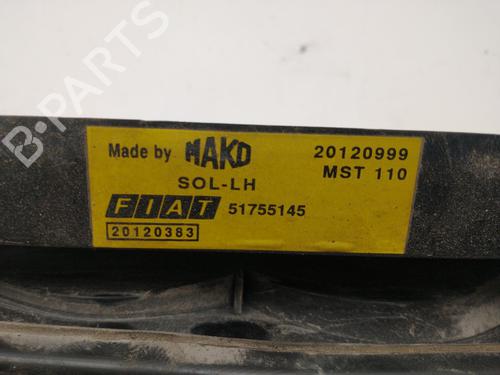 Made by MAKO 20120999
SOL-LH MST 110
FIAT 51755145
20120383
B-PARTS